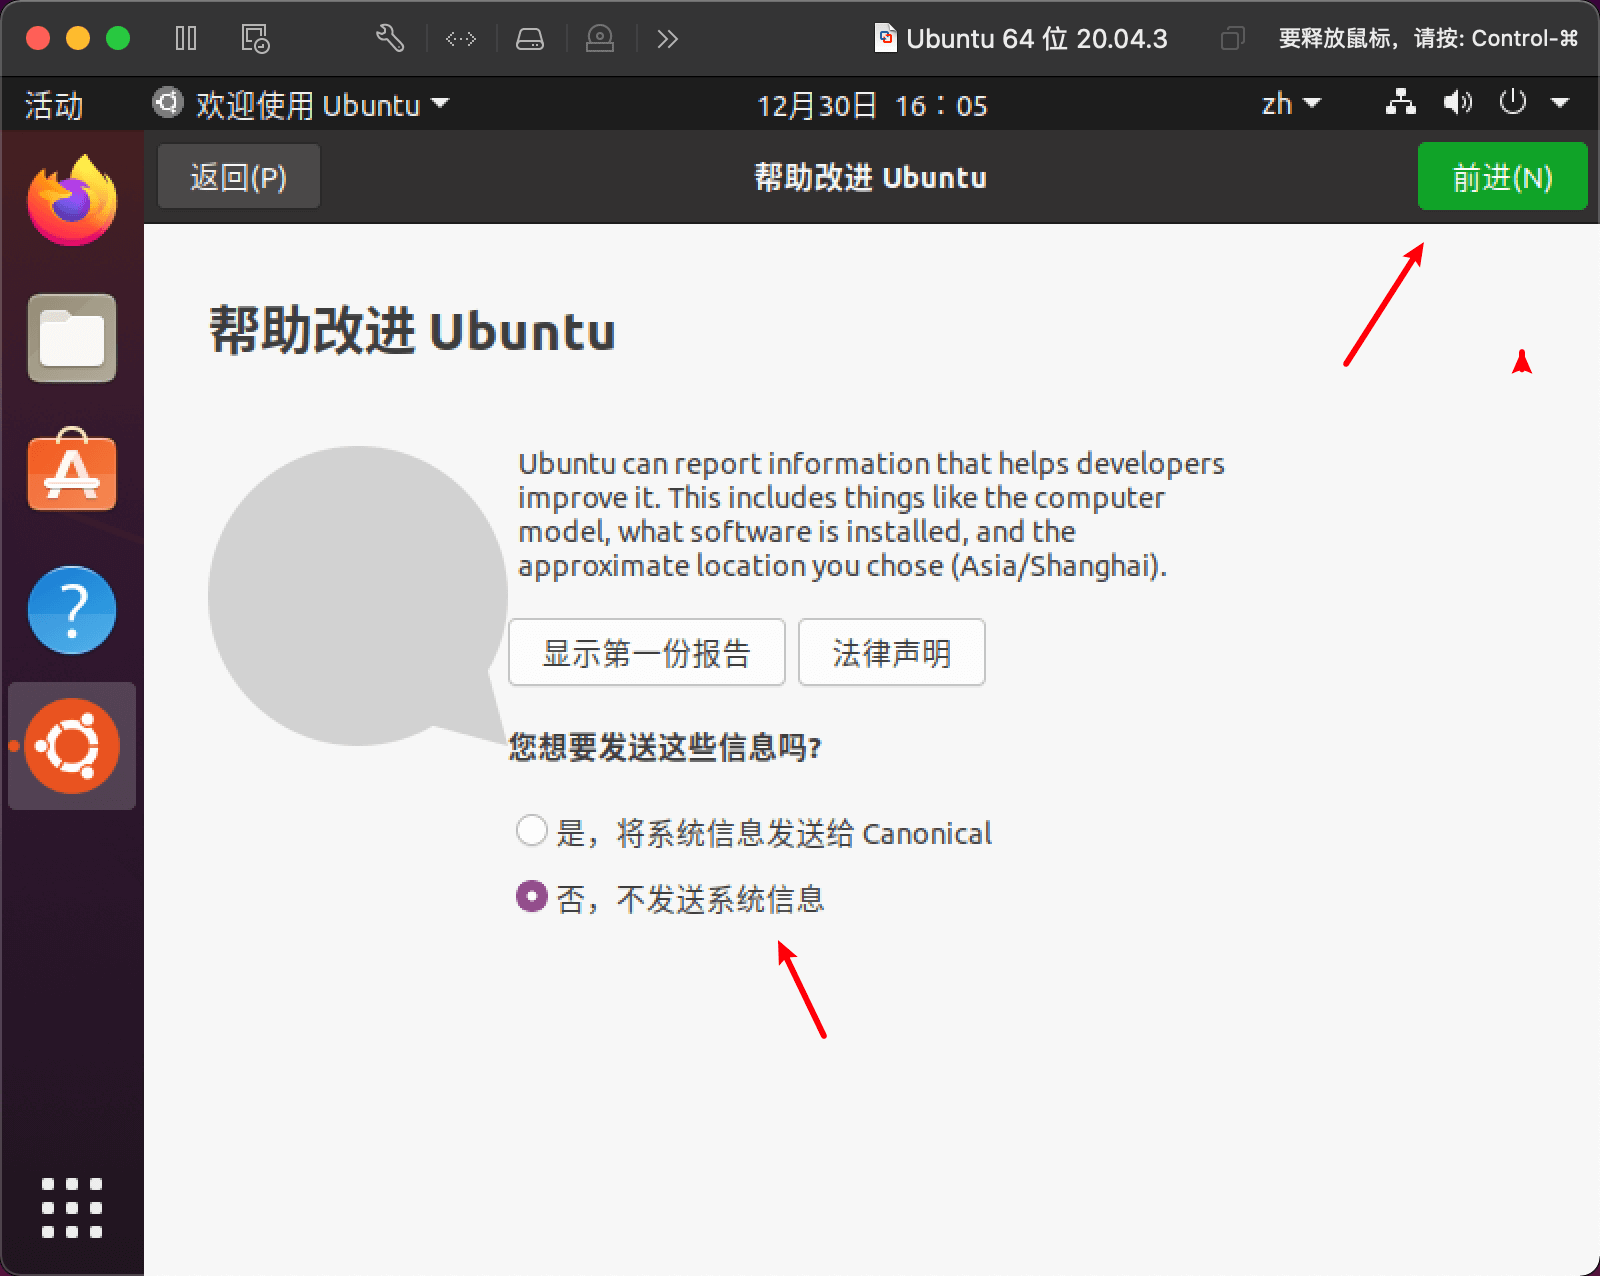 Ubuntu 64 位 20.04.3
要释放鼠标，请按: Control-⌘
活动
欢迎使用 Ubuntu
12月30日 16：05
zh
返回(P)
帮助改进 Ubuntu
前进(N)
帮助改进 Ubuntu
Ubuntu can report information that helps developers
improve it. This includes things like the computer
model, what software is installed, and the
approximate location you chose (Asia/Shanghai).
显示第一份报告
法律声明
您想要发送这些信息吗?
是，将系统信息发送给 Canonical
否，不发送系统信息